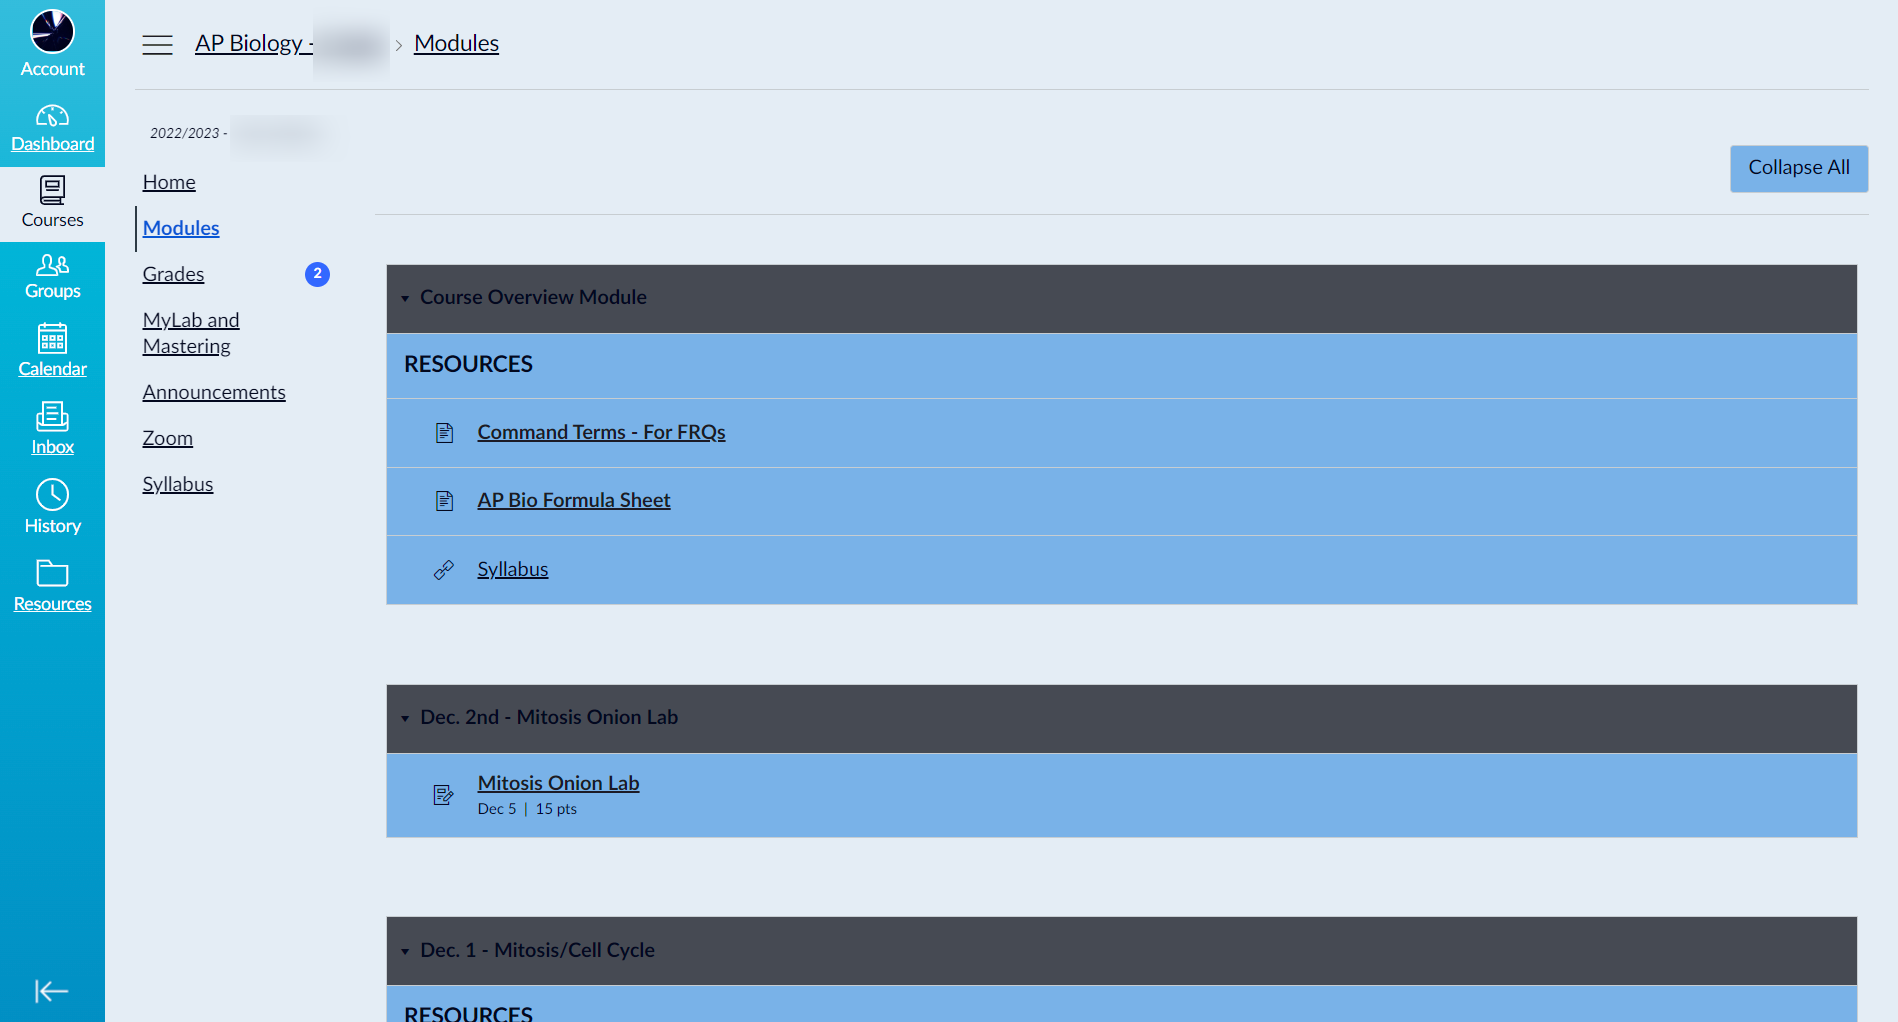 Account
Dashboard
Courses
Groups
Calendar
Inbox
History
Resources
AP Biology -
Modules
2022/2023 -
Home
Modules
Grades
2
MyLab and
Mastering
Announcements
Zoom
Syllabus
Collapse All
Course Overview Module
RESOURCES
Command Terms - For FRQs
AP Bio Formula Sheet
Syllabus
Dec. 2nd - Mitosis Onion Lab
Mitosis Onion Lab
Dec 5 | 15 pts
Dec. 1 - Mitosis/Cell Cycle
RESOURCES